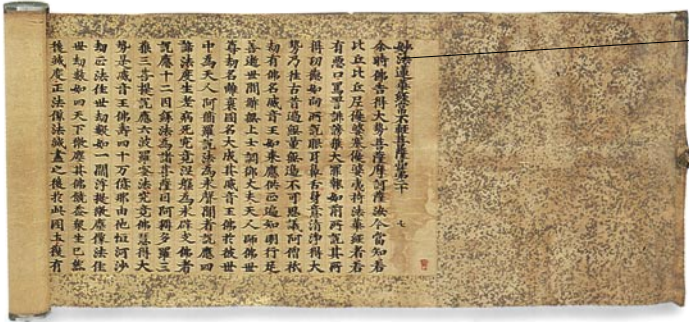 妙法蓮華經常不輕菩薩品第二十 七
尒時佛告得大勢菩薩摩訶薩汝今當知若
比丘比丘尼優婆塞優婆夷持法華經者若
有惡口罵詈誹謗獲大罪報如前所說其所
得功德如向所說眼耳鼻舌身意清淨得大
勢乃往古昔過無量無邊不可思議阿僧祇
劫有佛名威音王如來應供正遍知明行足
善逝世間解無上士調御丈夫天人師佛世
尊劫名離衰國名大成其威音王佛於彼世
中為天人阿脩羅說法為求聲聞者說應四
諦法度生老病死究竟涅槃為求辟支佛者
說應十二因緣法為諸菩薩因阿耨多羅三
藐三菩提說應六波羅蜜法究竟佛慧得大
勢是威音王佛壽四十萬億那由他恒河沙
劫正法住世劫數如一閻浮提微塵像法住
世劫數如四天下微塵其佛饒益眾生已然
後滅度正法像法滅盡之後於此國土復有